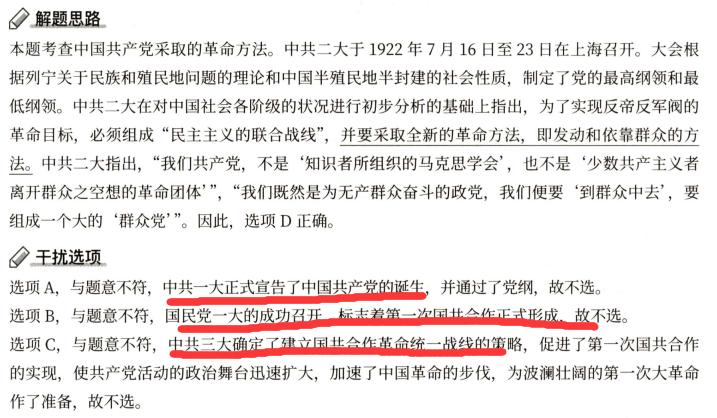 解题思路
本题考查中国共产党采取的革命方法。中共二大于 1922 年 7 月 16 日至 23 日在上海召开。大会根
据列宁关于民族和殖民地问题的理论和中国半殖民地半封建的社会性质，制定了党的最高纲领和最
低纲领。中共二大在对中国社会各阶级的状况进行初步分析的基础上指出，为了实现反帝反军阀的
革命目标，必须组成“民主主义的联合战线”，并要采取全新的革命方法，即发动和依靠群众的方
法。中共二大指出，“我们共产党，不是‘知识者所组织的马克思学会’，也不是‘少数共产主义者
离开群众之空想的革命团体’”，“我们既然是为无产群众奋斗的政党，我们便要‘到群众中去’，要
组成一个大的‘群众党’”。因此，选项 D 正确。
干扰选项
选项 A，与题意不符，中共一大正式宣告了中国共产党的诞生，并通过了党纲，故不选。
选项 B，与题意不符，国民党一大的成功召开，标志着第一次国共合作正式形成，故不选。
选项 C，与题意不符，中共三大确定了建立国共合作革命统一战线的策略，促进了第一次国共合作
的实现，使共产党活动的政治舞台迅速扩大，加速了中国革命的步伐，为波澜壮阔的第一次大革命
作了准备，故不选。